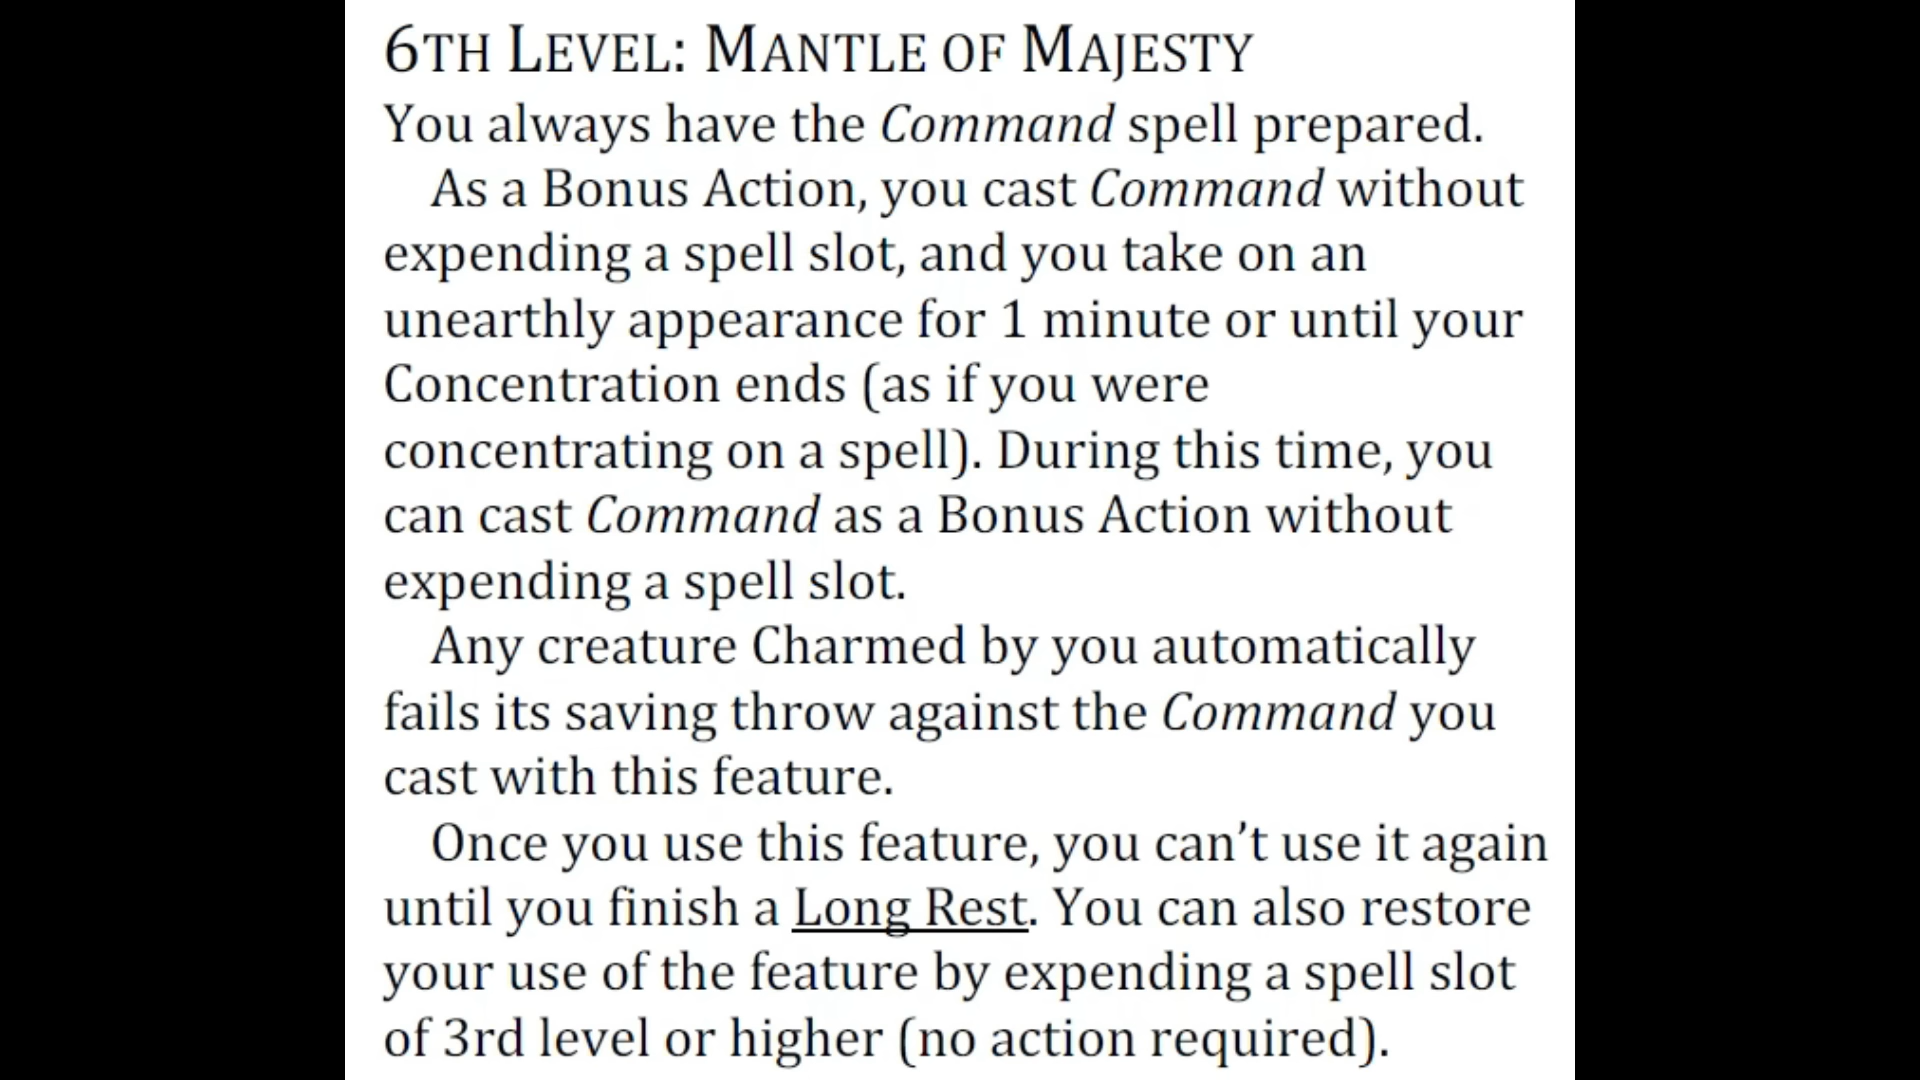 6TH LEVEL: MANTLE OF MAJESTY
You always have the Command spell prepared.
As a Bonus Action, you cast Command without
expending a spell slot, and you take on an
unearthly appearance for 1 minute or until your
Concentration ends (as if you were
concentrating on a spell). During this time, you
can cast Command as a Bonus Action without
expending a spell slot.
Any creature Charmed by you automatically
fails its saving throw against the Command you
cast with this feature.
Once you use this feature, you can’t use it again
until you finish a Long Rest. You can also restore
your use of the feature by expending a spell slot
of 3rd level or higher (no action required).